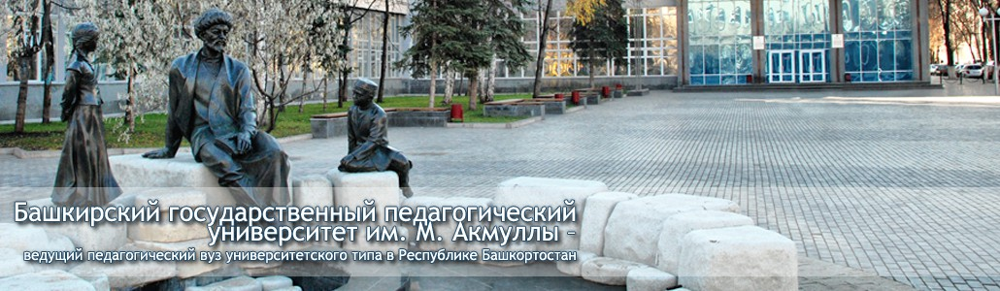 Башкирский государственный педагогический
университет им. М. Акмуллы -
ведущий педагогический вуз университетского типа в Республике Башкортостан